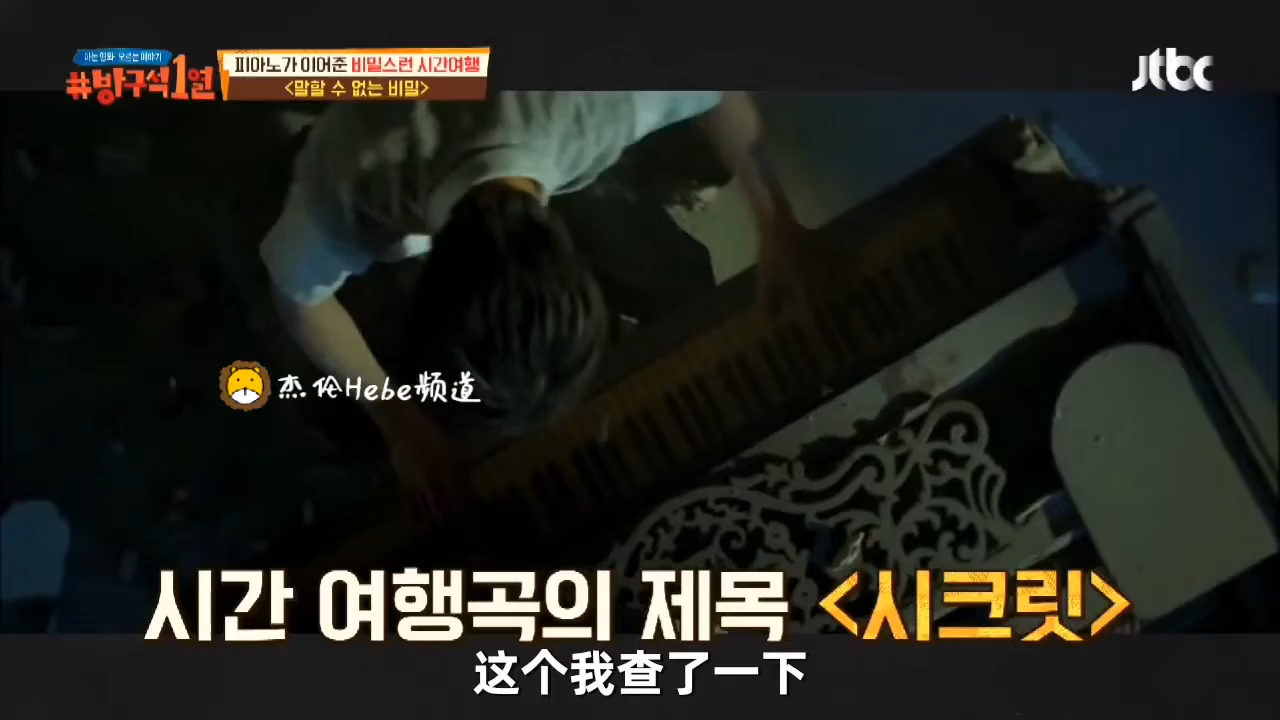 아는 영화 모르는 이야기
#방구석1열
피아노가 이어준 비밀스런 시간여행
<말할 수 없는 비밀>
jtbc
杰伦Hebe频道
시간 여행곡의 제목 <시크릿>
这个我查了一下